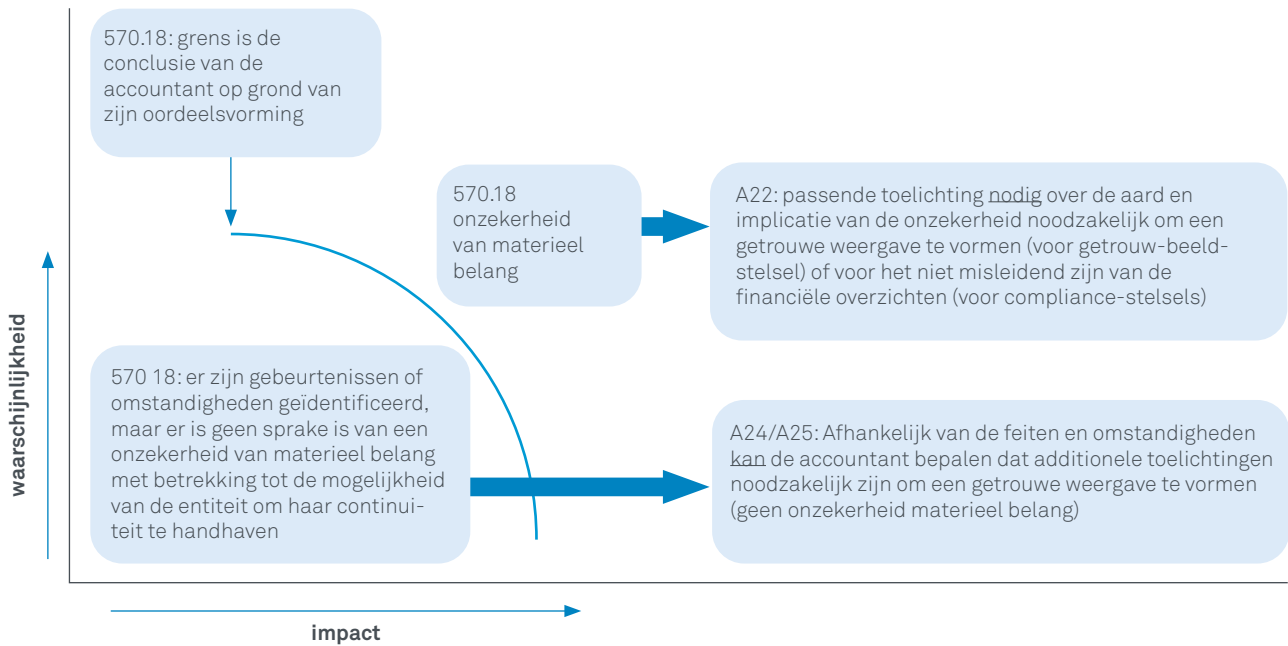 570.18: grens is de
conclusie van de
accountant op grond van
zijn oordeelsvorming
570.18
onzekerheid
van materieel
belang
A22: passende toelichting nodig over de aard en
implicatie van de onzekerheid noodzakelijk om een
getrouwe weergave te vormen (voor getrouw-beeld-
stelsel) of voor het niet misleidend zijn van de
financiële overzichten (voor compliance-stelsels)
waarschijnlijkheid
570 18: er zijn gebeurtenissen of
omstandigheden geïdentificeerd,
maar er is geen sprake is van een
onzekerheid van materieel belang
met betrekking tot de mogelijkheid
van de entiteit om haar continui-
teit te handhaven
A24/A25: Afhankelijk van de feiten en omstandigheden
kan de accountant bepalen dat additionele toelichtingen
noodzakelijk zijn om een getrouwe weergave te vormen
(geen onzekerheid materieel belang)
impact